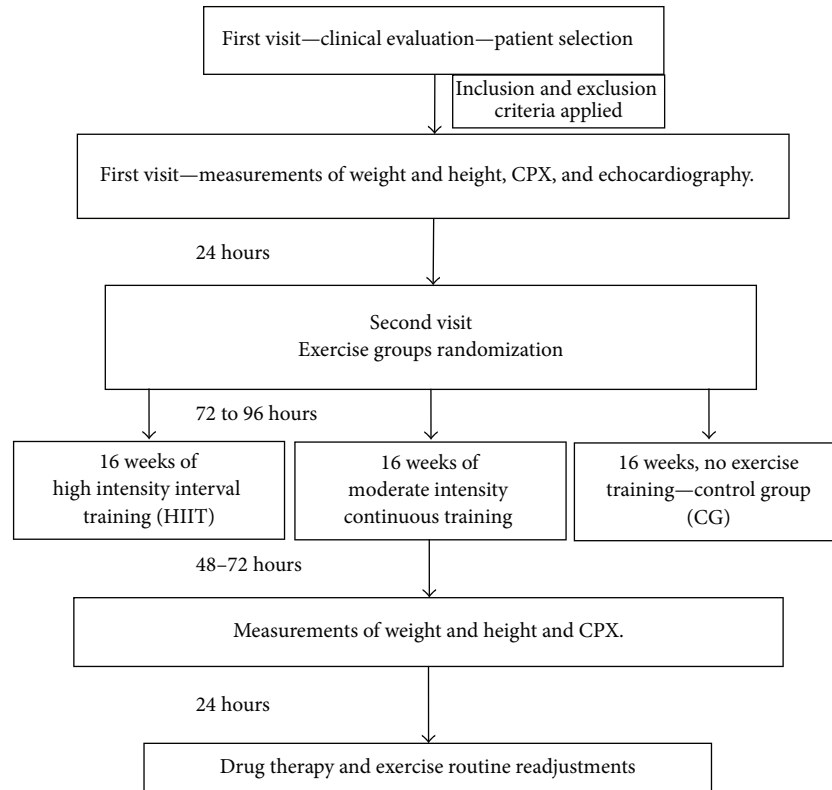 First visit—clinical evaluation—patient selection
Inclusion and exclusion
criteria applied
First visit—measurements of weight and height, CPX, and echocardiography.
24 hours
Second visit
Exercise groups randomization
72 to 96 hours
16 weeks of
high intensity interval
training (HIIT)
16 weeks of
moderate intensity
continuous training
16 weeks, no exercise
training—control group
(CG)
48–72 hours
Measurements of weight and height and CPX.
24 hours
Drug therapy and exercise routine readjustments